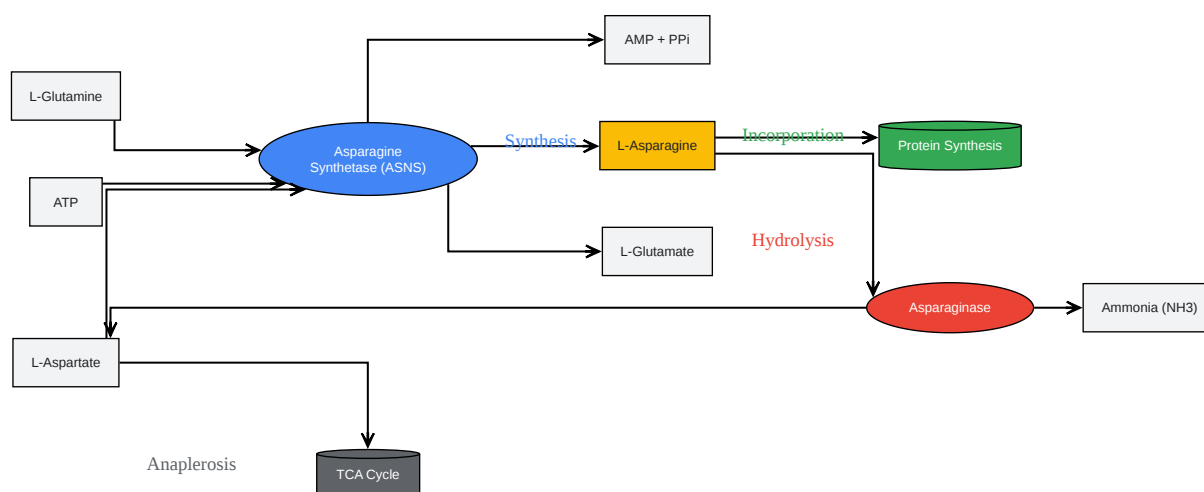 AMP + PPi
L-Glutamine
Asparagine
Synthetase (ASNS)
Synthesis
L-Asparagine
Incorporation
Protein Synthesis
ATP
L-Glutamate
Hydrolysis
Asparaginase
Ammonia (NH3)
L-Aspartate
Anaplerosis
TCA Cycle